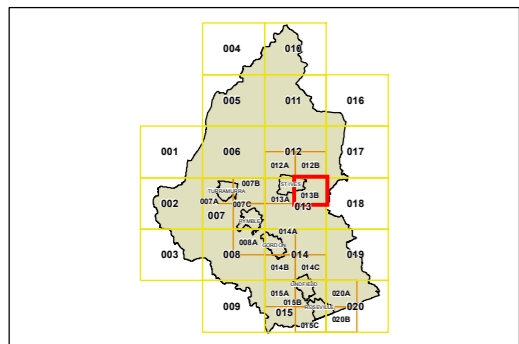 004 010
005 011 016
001 006 012 017
012A 012B
007B ST.IVES
TURRAMURRA 013B
002 007A 007C 013A 013 018
007 PYMBLE
014A
008A GORDON
003 008 014 019
014B 014C
LINDFIELD
015A 020A
015B ROSEVILLE
009 015 020
020B
015C